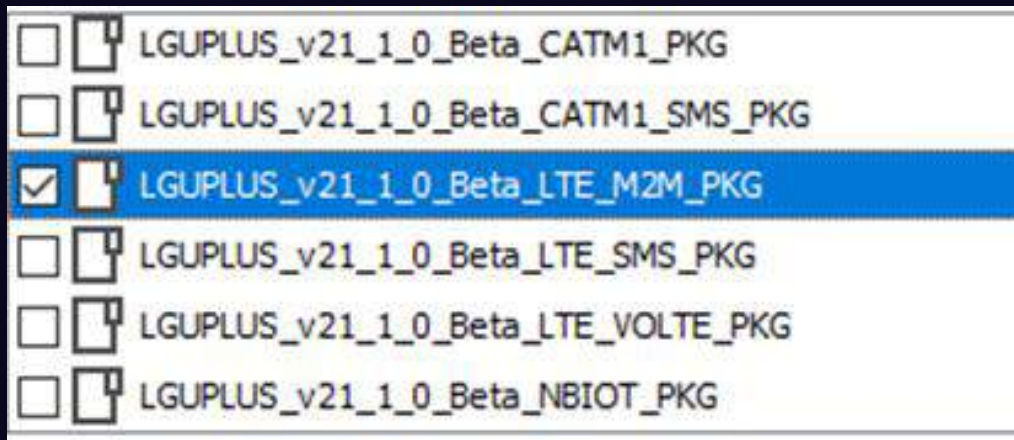 LGUPLUS_v21_1_0_Beta_CATM1_PKG
LGUPLUS_v21_1_0_Beta_CATM1_SMS_PKG
LGUPLUS_v21_1_0_Beta_LTE_M2M_PKG
LGUPLUS_v21_1_0_Beta_LTE_SMS_PKG
LGUPLUS_v21_1_0_Beta_LTE_VOLTE_PKG
LGUPLUS_v21_1_0_Beta_NBIOT_PKG